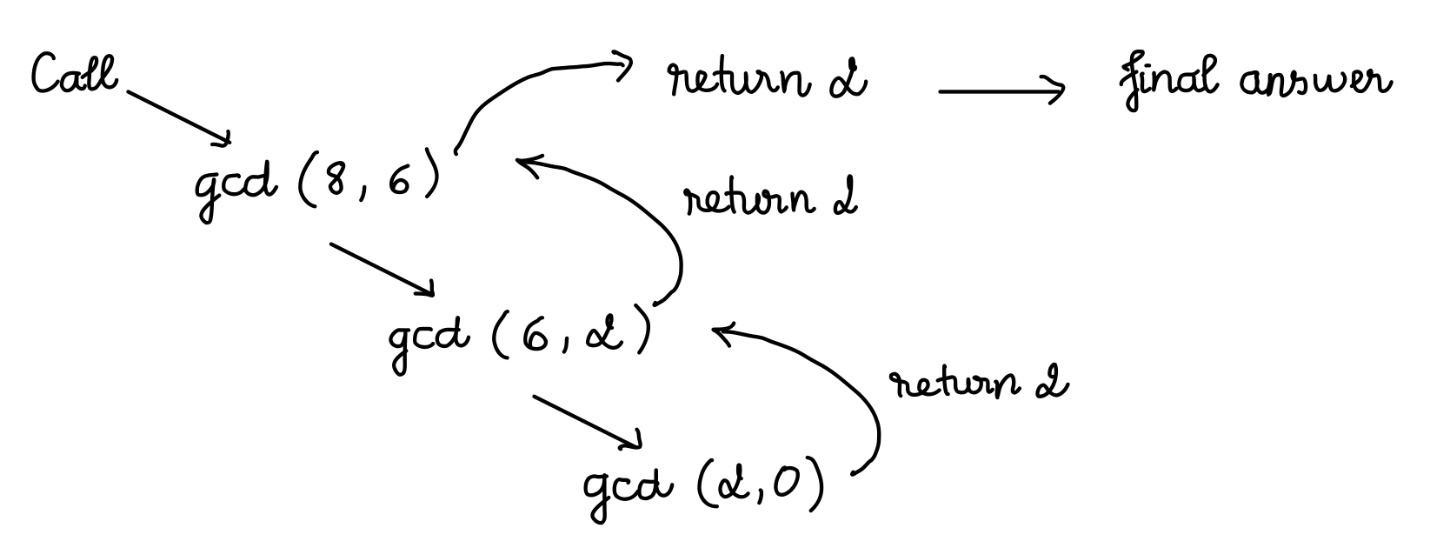 Call
return 2
final answer
gcd (8, 6)
return 2
gcd (6, 2)
return 2
gcd (2, 0)